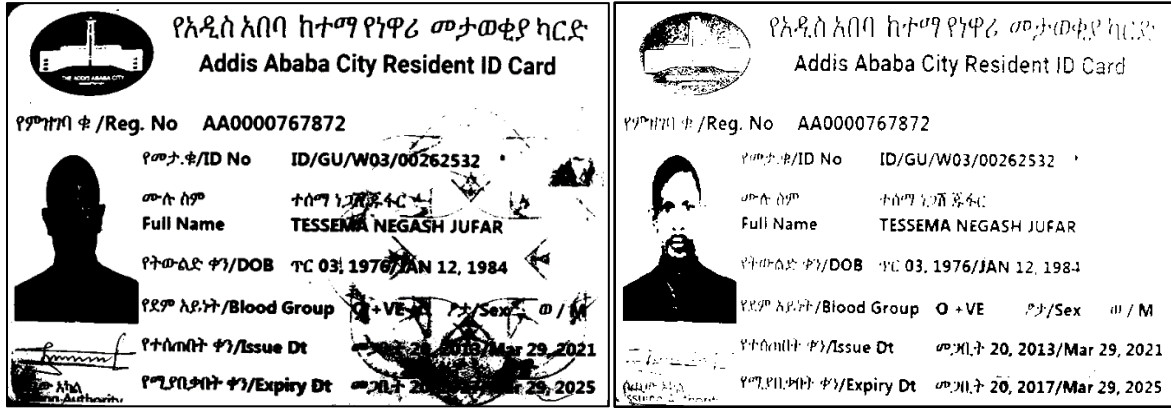 የአዲስ አበባ ከተማ የነዋሪ መታወቂያ ካርድ
Addis Ababa City Resident ID Card
THE ADDIS ABABA CITY
የምዝገባ ቁ /Reg. No AA0000767872
የመታ.ቁ/ID No ID/GU/W03/00262532
ሙሉ ስም ተሰማ ነጋሽ ጁፋር
Full Name TESSEMA NEGASH JUFAR
የትውልድ ቀን/DOB ጥር 03, 1976/JAN 12, 1984
የደም አይነት/Blood Group O +VE ፆታ/Sex ወ / M
የተሰጠበት ቀን/Issue Dt መጋቢት 20, 2013/Mar 29, 2021
የሚያበቃበት ቀን/Expiry Dt መጋቢት 20, /Mar 29, 2025
Authority
የአዲስ አበባ ከተማ የነዋሪ መታወቂያ ካርድ
Addis Ababa City Resident ID Card
የምዝገባ ቁ /Reg. No AA0000767872
የመታ.ቁ/ID No ID/GU/W03/00262532
ሙሉ ስም ተሰማ ነጋሽ ጁፋር
Full Name TESSEMA NEGASH JUFAR
የትውልድ ቀን/DOB ጥር 03, 1976/JAN 12, 1984
የደም አይነት/Blood Group O +VE ፆታ/Sex ወ / M
የተሰጠበት ቀን/Issue Dt መጋቢት 20, 2013/Mar 29, 2021
የሚያበቃበት ቀን/Expiry Dt መጋቢት 20, 2017/Mar 29, 2025